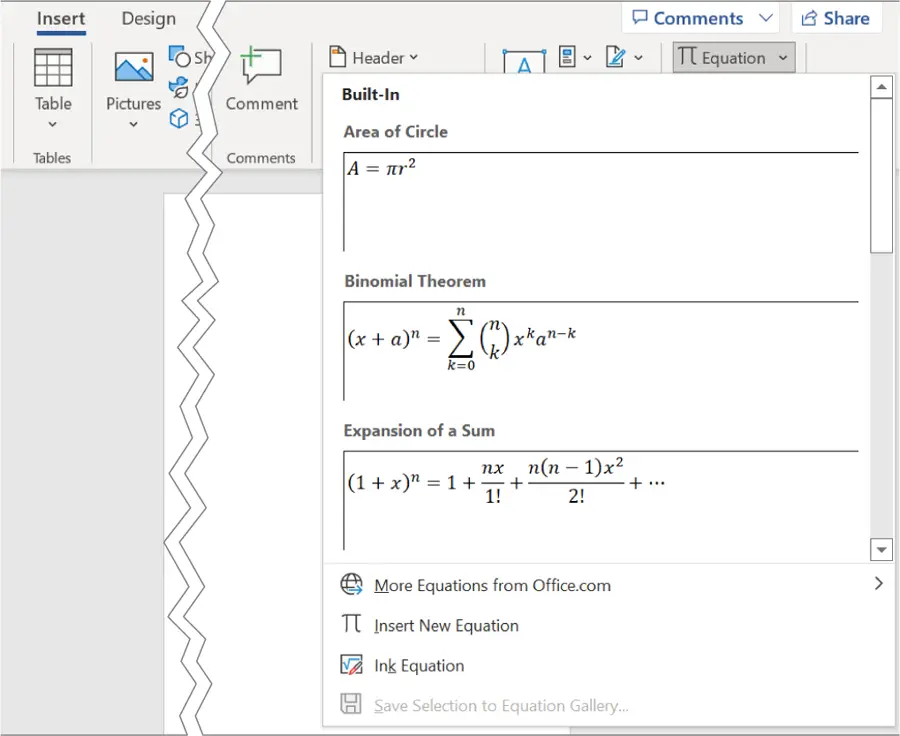 Insert Design Comments Share
Header Equation
Table Pictures Sh Comment
Tables Comments
Built-In
Area of Circle
A = πr²
Binomial Theorem
(x + a)ⁿ = ∑ₖ₌₀ⁿ (n k) xᵏaⁿ⁻ᵏ
Expansion of a Sum
(1 + x)ⁿ = 1 + nx/1! + n(n − 1)x²/2! + ⋯
More Equations from Office.com
Insert New Equation
Ink Equation
Save Selection to Equation Gallery...